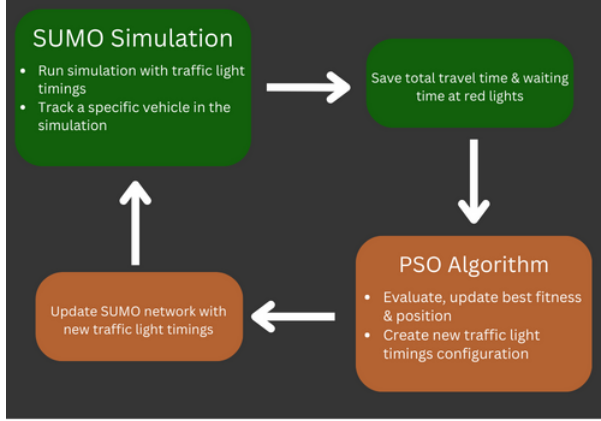 SUMO Simulation
• Run simulation with traffic light
timings
• Track a specific vehicle in the
simulation
Save total travel time & waiting
time at red lights
PSO Algorithm
• Evaluate, update best fitness
& position
• Create new traffic light
timings configuration
Update SUMO network with
new traffic light timings